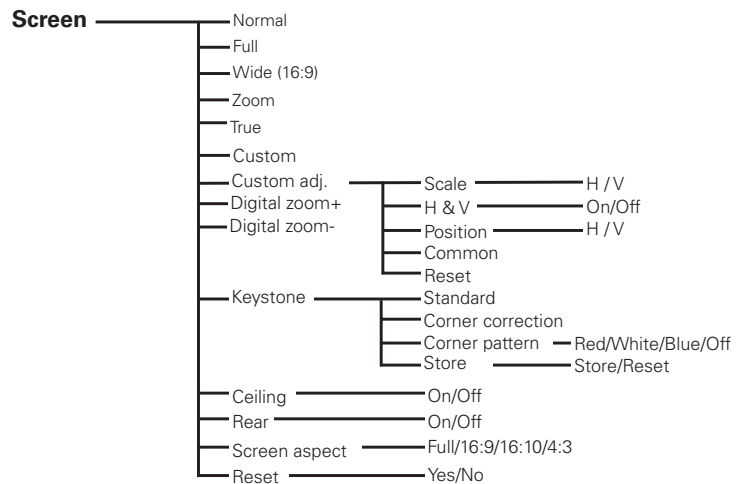 Screen Normal
Full
Wide (16:9)
Zoom
True
Custom
Custom adj. Scale H / V
Digital zoom+ H & V On/Off
Digital zoom- Position H / V
Common
Reset
Keystone Standard
Corner correction
Corner pattern Red/White/Blue/Off
Store Store/Reset
Ceiling On/Off
Rear On/Off
Screen aspect Full/16:9/16:10/4:3
Reset Yes/No